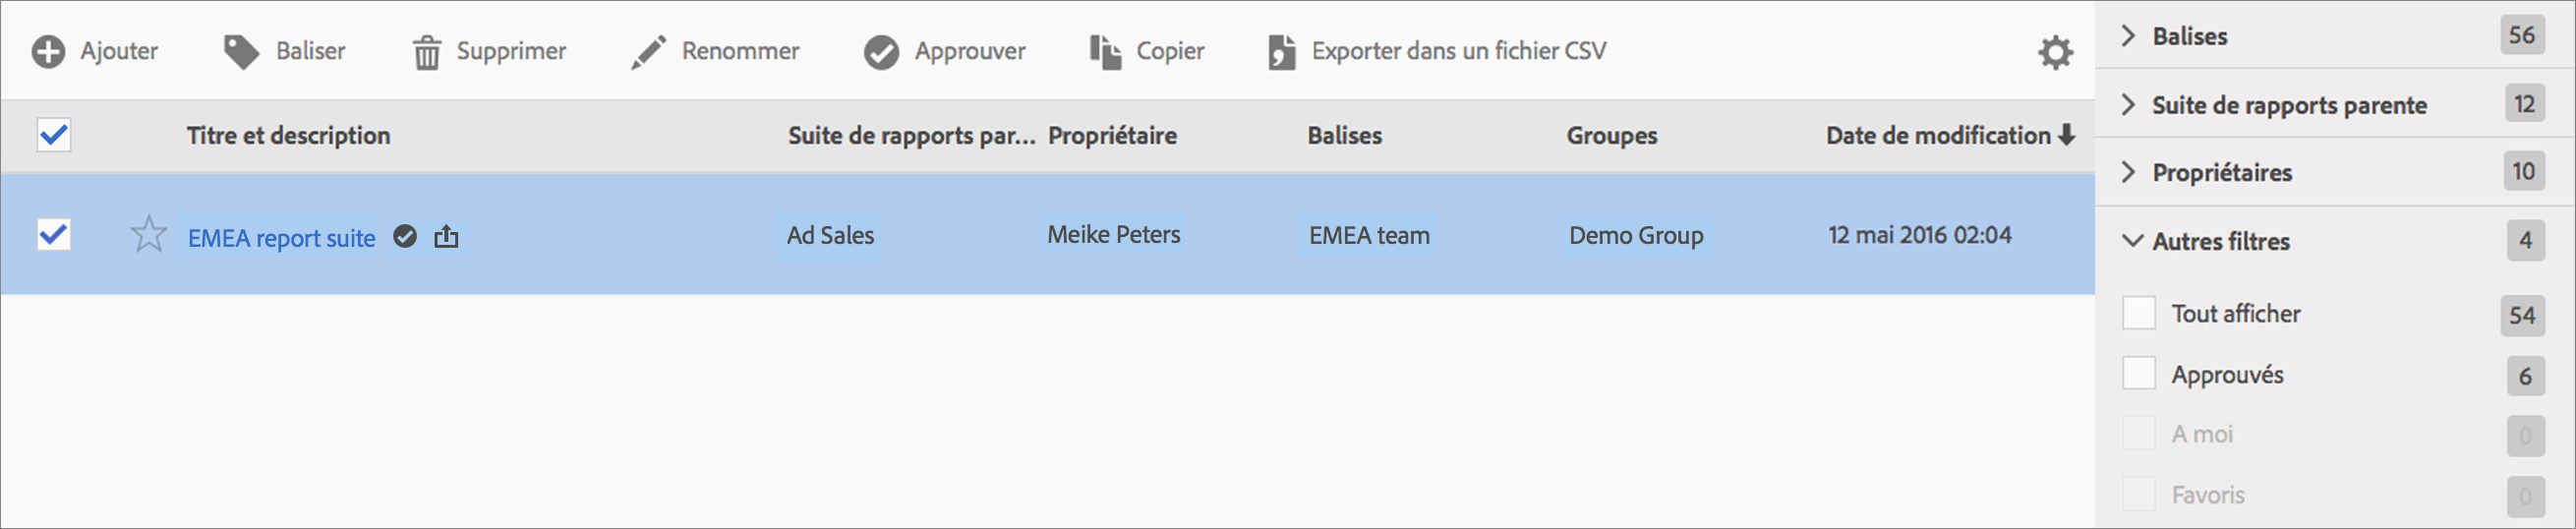 Ajouter Baliser Supprimer Renommer Approuver Copier Exporter dans un fichier CSV
Titre et description Suite de rapports par... Propriétaire Balises Groupes Date de modification
EMEA report suite Ad Sales Meike Peters EMEA team Demo Group 12 mai 2016 02:04
Balises 56
Suite de rapports parente 12
Propriétaires 10
Autres filtres 4
Tout afficher 54
Approuvés 6
A moi 0
Favoris 0